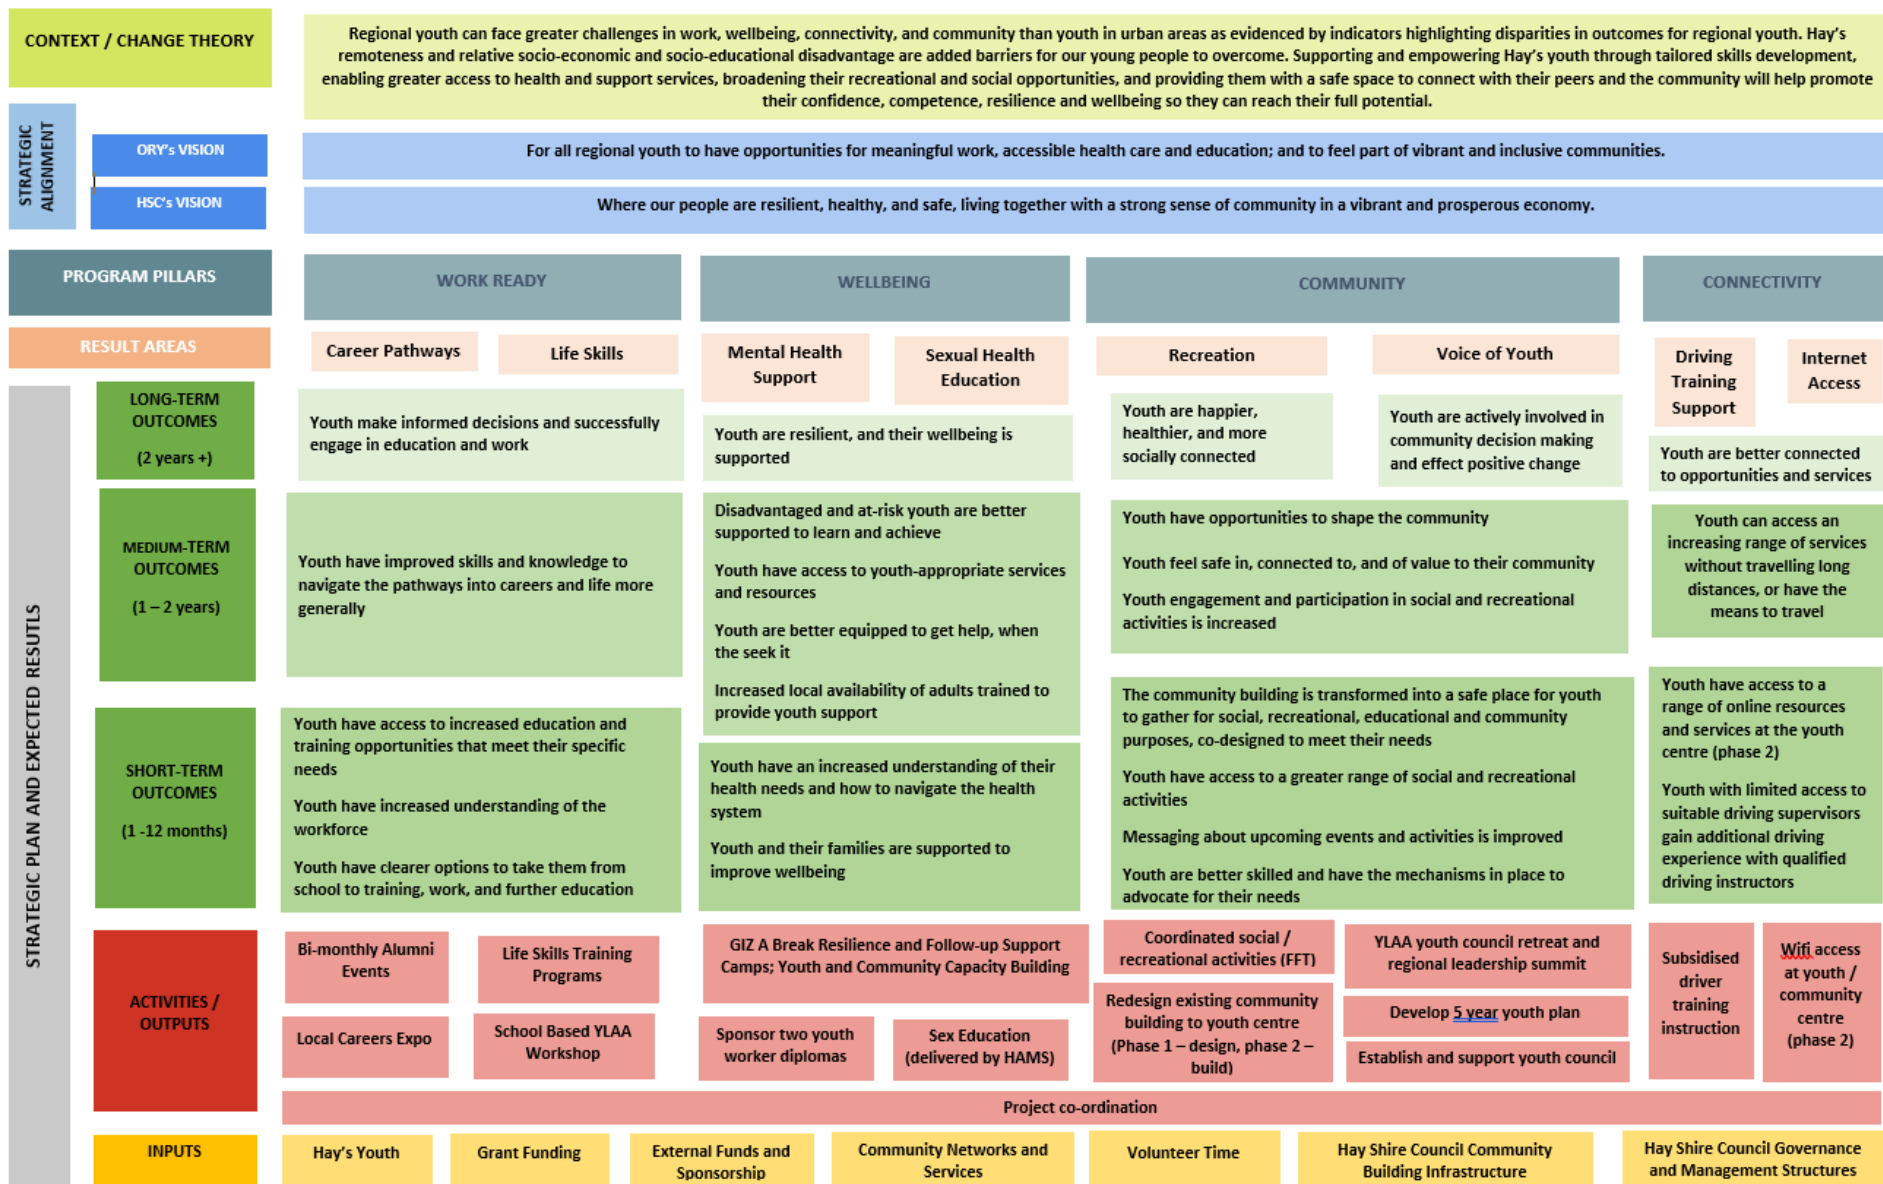 CONTEXT / CHANGE THEORY
Regional youth can face greater challenges in work, wellbeing, connectivity, and community than youth in urban areas as evidenced by indicators highlighting disparities in outcomes for regional youth. Hay's
remoteness and relative socio-economic and socio-educational disadvantage are added barriers for our young people to overcome. Supporting and empowering Hay's youth through tailored skills development,
enabling greater access to health and support services, broadening their recreational and social opportunities, and providing them with a safe space to connect with their peers and the community will help promote
their confidence, competence, resilience and wellbeing so they can reach their full potential.
STRATEGIC
ALIGNMENT
ORY's VISION
For all regional youth to have opportunities for meaningful work, accessible health care and education; and to feel part of vibrant and inclusive communities.
HSC's VISION
Where our people are resilient, healthy, and safe, living together with a strong sense of community in a vibrant and prosperous economy.
PROGRAM PILLARS
WORK READY
WELLBEING
COMMUNITY
CONNECTIVITY
RESULT AREAS
Career Pathways
Life Skills
Mental Health
Support
Sexual Health
Education
Recreation
Voice of Youth
Driving
Training
Support
Internet
Access
STRATEGIC PLAN AND EXPECTED RESUTLS
LONG-TERM
OUTCOMES
(2 years +)
Youth make informed decisions and successfully
engage in education and work
Youth are resilient, and their wellbeing is
supported
Youth are happier,
healthier, and more
socially connected
Youth are actively involved in
community decision making
and effect positive change
Youth are better connected
to opportunities and services
MEDIUM-TERM
OUTCOMES
(1 – 2 years)
Youth have improved skills and knowledge to
navigate the pathways into careers and life more
generally
Disadvantaged and at-risk youth are better
supported to learn and achieve
Youth have access to youth-appropriate services
and resources
Youth are better equipped to get help, when
the seek it
Increased local availability of adults trained to
provide youth support
Youth have opportunities to shape the community
Youth feel safe in, connected to, and of value to their community
Youth engagement and participation in social and recreational
activities is increased
Youth can access an
increasing range of services
without travelling long
distances, or have the
means to travel
SHORT-TERM
OUTCOMES
(1 -12 months)
Youth have access to increased education and
training opportunities that meet their specific
needs
Youth have increased understanding of the
workforce
Youth have clearer options to take them from
school to training, work, and further education
Youth have an increased understanding of their
health needs and how to navigate the health
system
Youth and their families are supported to
improve wellbeing
The community building is transformed into a safe place for youth
to gather for social, recreational, educational and community
purposes, co-designed to meet their needs
Youth have access to a greater range of social and recreational
activities
Messaging about upcoming events and activities is improved
Youth are better skilled and have the mechanisms in place to
advocate for their needs
Youth have access to a
range of online resources
and services at the youth
centre (phase 2)
Youth with limited access to
suitable driving supervisors
gain additional driving
experience with qualified
driving instructors
ACTIVITIES /
OUTPUTS
Bi-monthly Alumni
Events
Life Skills Training
Programs
Local Careers Expo
School Based YLAA
Workshop
GIZ A Break Resilience and Follow-up Support
Camps; Youth and Community Capacity Building
Sponsor two youth
worker diplomas
Sex Education
(delivered by HAMS)
Coordinated social /
recreational activities (FFT)
Redesign existing community
building to youth centre
(Phase 1 – design, phase 2 –
build)
YLAA youth council retreat and
regional leadership summit
Develop 5 year youth plan
Establish and support youth council
Subsidised
driver
training
instruction
Wifi access
at youth /
community
centre
(phase 2)
Project co-ordination
INPUTS
Hay's Youth
Grant Funding
External Funds and
Sponsorship
Community Networks and
Services
Volunteer Time
Hay Shire Council Community
Building Infrastructure
Hay Shire Council Governance
and Management Structures